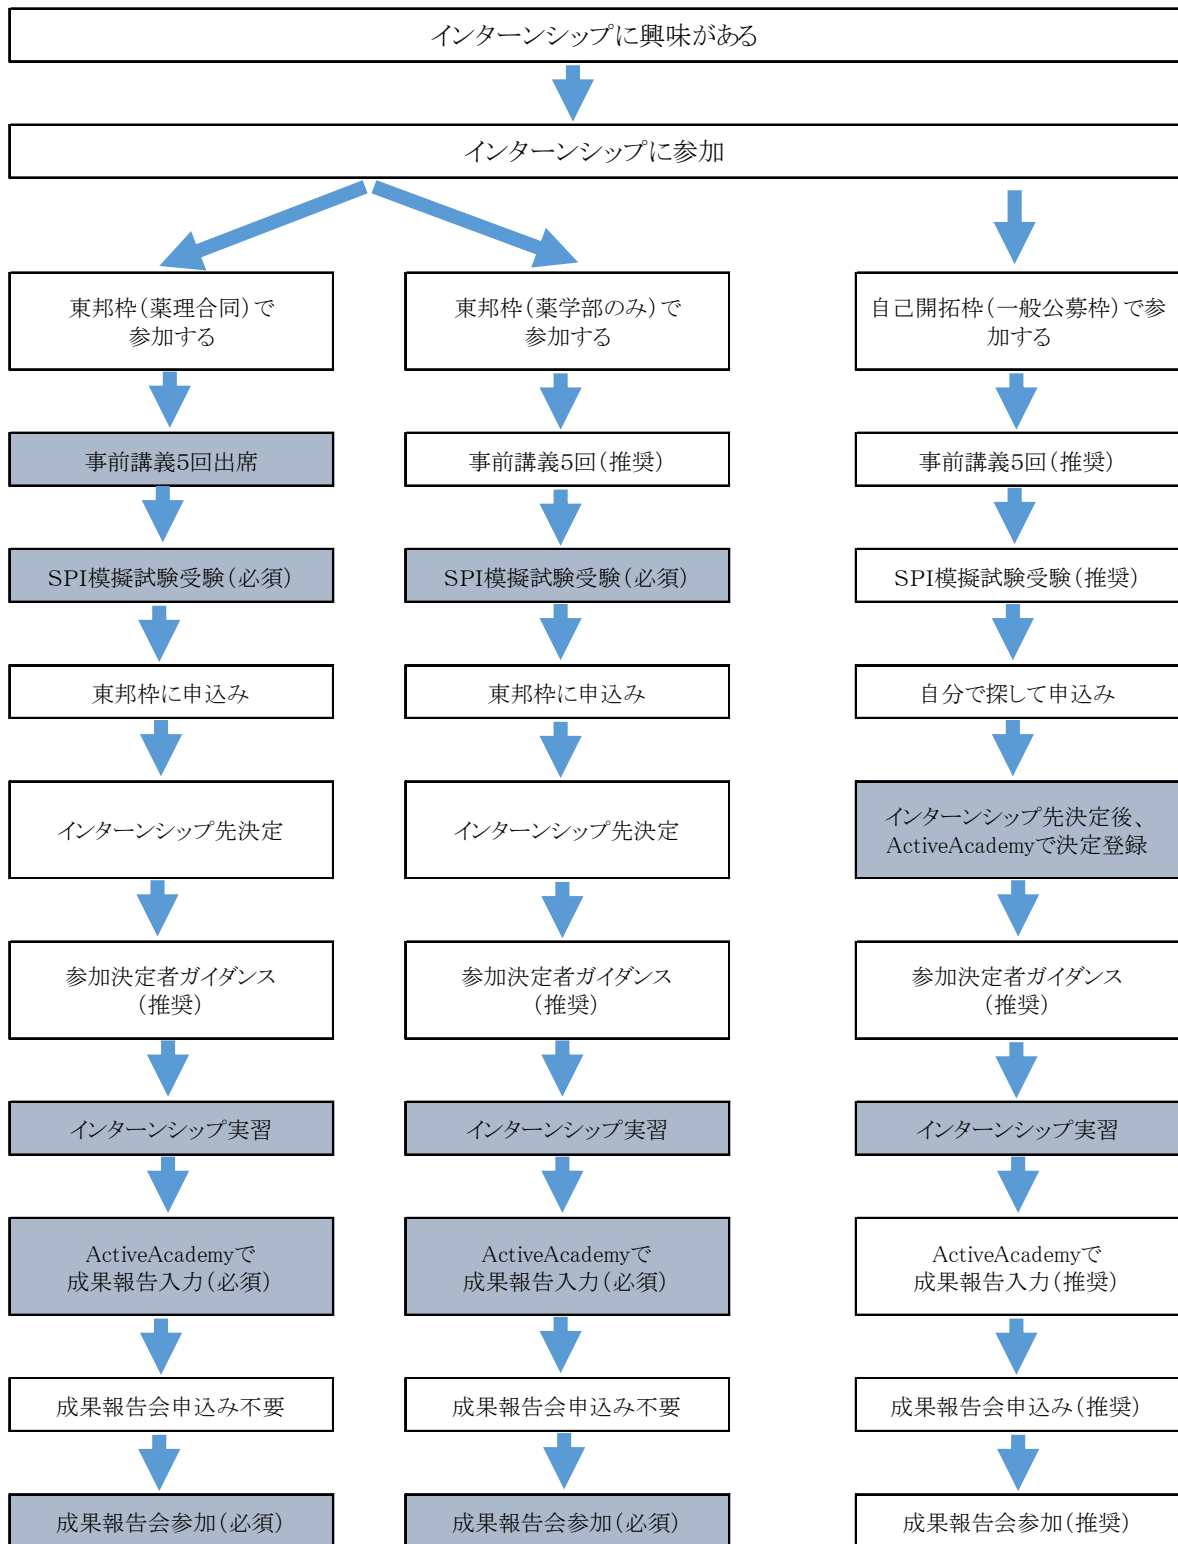 インターンシップに興味がある
インターンシップに参加
東邦枠(薬理合同)で
参加する
東邦枠(薬学部のみ)で
参加する
自己開拓枠(一般公募枠)で参
加する
事前講義5回出席
事前講義5回(推奨)
事前講義5回(推奨)
SPI模擬試験受験(必須)
SPI模擬試験受験(必須)
SPI模擬試験受験(推奨)
東邦枠に申込み
東邦枠に申込み
自分で探して申込み
インターンシップ先決定
インターンシップ先決定
インターンシップ先決定後、
ActiveAcademyで決定登録
参加決定者ガイダンス
(推奨)
参加決定者ガイダンス
(推奨)
参加決定者ガイダンス
(推奨)
インターンシップ実習
インターンシップ実習
インターンシップ実習
ActiveAcademyで
成果報告入力(必須)
ActiveAcademyで
成果報告入力(必須)
ActiveAcademyで
成果報告入力(推奨)
成果報告会申込み不要
成果報告会申込み不要
成果報告会申込み(推奨)
成果報告会参加(必須)
成果報告会参加(必須)
成果報告会参加(推奨)